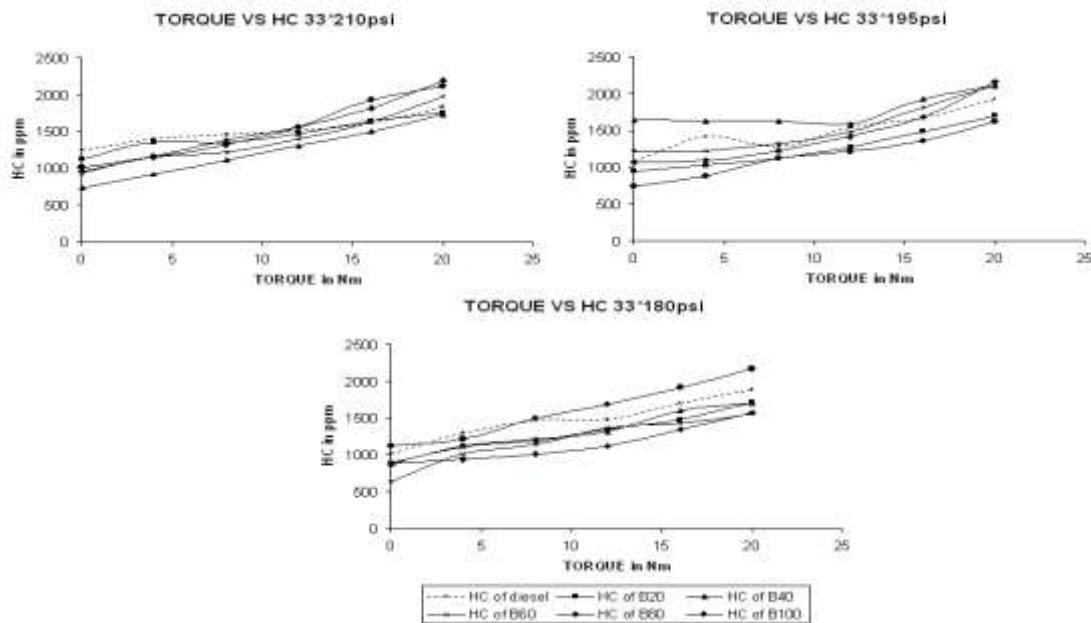 TORQUE VS HC 33°210psi
2500
2000
1500
1000
500
0
HC in ppm
0 5 10 15 20 25
TORQUE in Nm
TORQUE VS HC 33°195psi
2500
2000
1500
1000
500
0
HC in ppm
0 5 10 15 20 25
TORQUE in Nm
TORQUE VS HC 33°180psi
2500
2000
1500
1000
500
0
HC in ppm
0 5 10 15 20 25
TORQUE in Nm
HC of diesel HC of B20 HC of B40
HC of B60 HC of B80 HC of B100